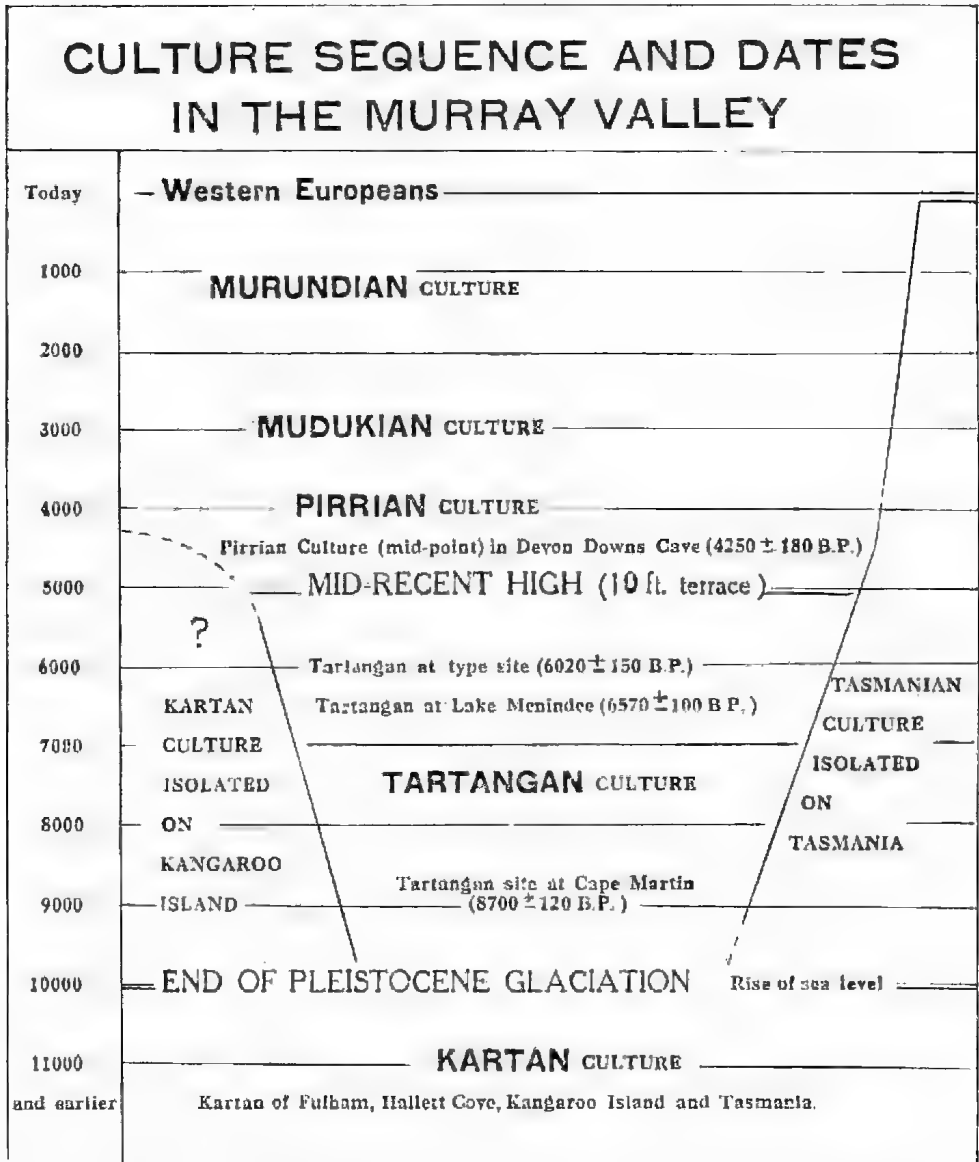 CULTURE SEQUENCE AND DATES
IN THE MURRAY VALLEY
Today Western Europeans
1000
MURUNDIAN CULTURE
2000
3000 MUDUKIAN CULTURE
4000 PIRRIAN CULTURE
Pirrian Culture (mid-point) in Devon Downs Cave (4250 ± 180 B.P.)
5000 MID-RECENT HIGH (10 ft. terrace)
?
6000 Tartangan at type site (6020 ± 150 B.P.)
Tartangan at Lake Menindee (6570 ± 100 B.P.)
7000
TARTANGAN CULTURE
8000
Tartangan site at Cape Martin
9000 (8700 ± 120 B.P.)
KARTAN
CULTURE
ISOLATED
ON
KANGAROO
ISLAND
TASMANIAN
CULTURE
ISOLATED
ON
TASMANIA
10000 END OF PLEISTOCENE GLACIATION Rise of sea level
11000 KARTAN CULTURE
and earlier Kartan of Fulham, Hallett Cove, Kangaroo Island and Tasmania.